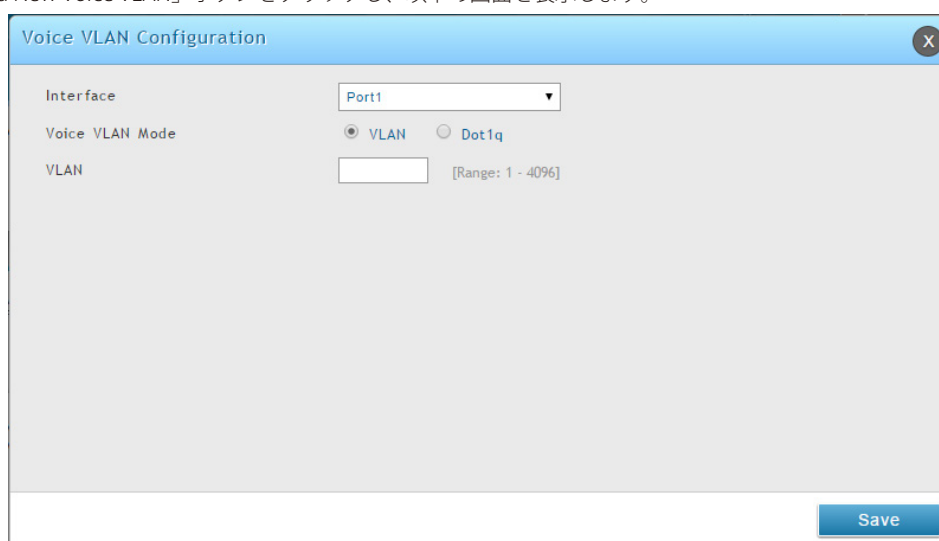 Voice VLAN Configuration
X
Interface
Port1
Voice VLAN Mode
VLAN Dot1q
VLAN
[Range: 1 - 4096]
Save